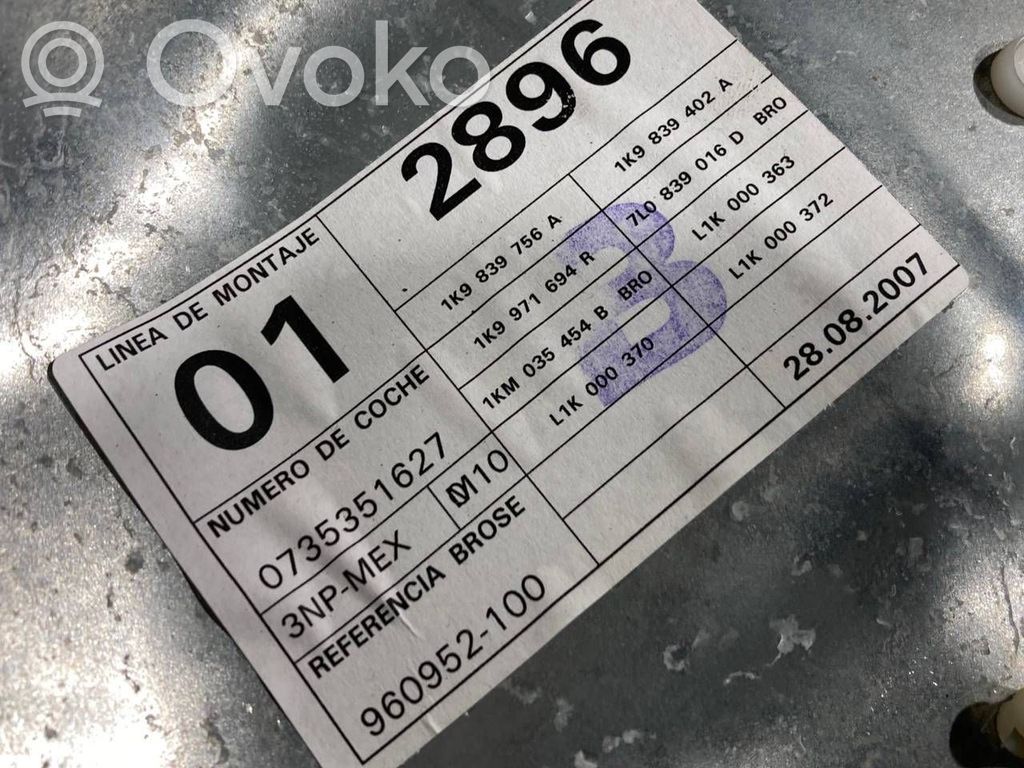 Ovoko
LINEA DE MONTAJE
01
2896
NUMERO DE COCHE
0735351627
3NP-MEX
M10
REFERENCIA BROSE
960952-100
1K9 839 756 A
1K9 839 402 A
1K9 971 694 R
7L0 839 016 D BRO
1KM 035 454 B BRO
L1K 000 363
L1K 000 370
L1K 000 372
28.08.2007
B